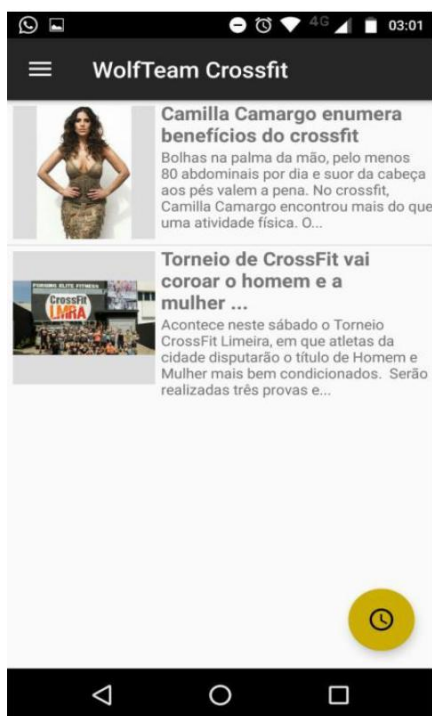 4G 03:01
WolfTeam Crossfit
Camilla Camargo enumera
benefícios do crossfit
Bolhas na palma da mão, pelo menos
80 abdominais por dia e suor da cabeça
aos pés valem a pena. No crossfit,
Camilla Camargo encontrou mais do que
uma atividade física. O...
Torneio de CrossFit vai
coroar o homem e a
mulher ...
CrossFit
LMRA
Acontece neste sábado o Torneio
CrossFit Limeira, em que atletas da
cidade disputarão o título de Homem e
Mulher mais bem condicionados. Serão
realizadas três provas e...